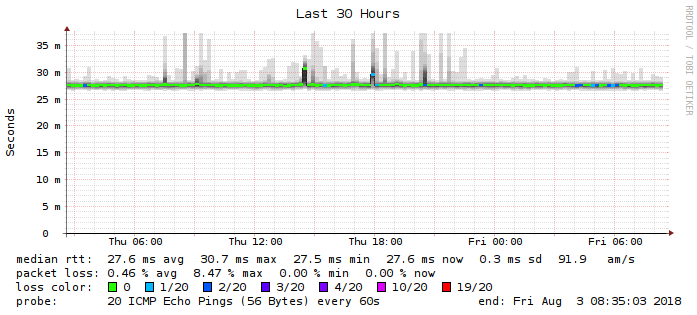 Last 30 Hours
RRDTOOL / TOBI OETIKER
Seconds
35 m
30 m
25 m
20 m
15 m
10 m
5 m
0
Thu 06:00 Thu 12:00 Thu 18:00 Fri 00:00 Fri 06:00
median rtt: 27.6 ms avg 30.7 ms max 27.5 ms min 27.6 ms now 0.3 ms sd 91.9 am/s
packet loss: 0.46 % avg 8.47 % max 0.00 % min 0.00 % now
loss color: 0 1/20 2/20 3/20 4/20 10/20 19/20
probe: 20 ICMP Echo Pings (56 Bytes) every 60s end: Fri Aug 3 08:35:03 2018